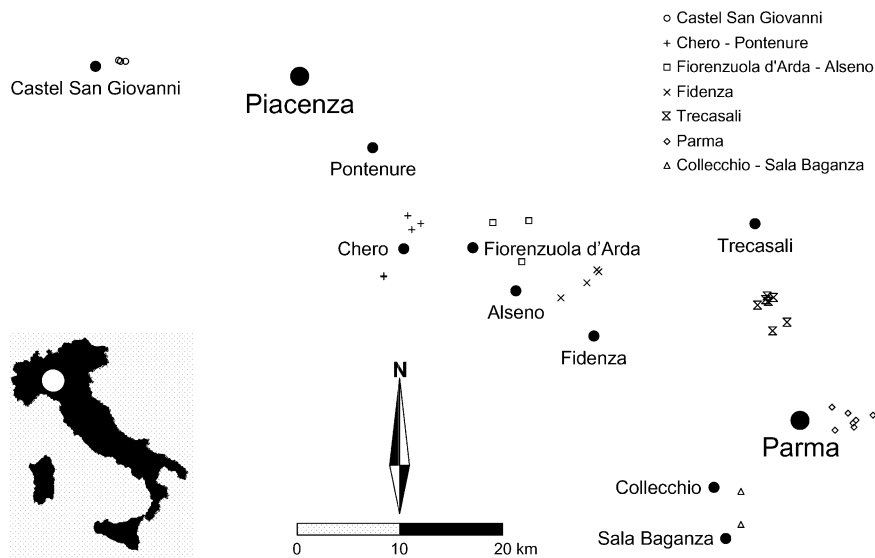 Castel San Giovanni
Chero - Pontenure
Fiorenzuola d'Arda - Alseno
Fidenza
Trecasali
Parma
Collecchio - Sala Baganza
Castel San Giovanni
Piacenza
Pontenure
Chero
Fiorenzuola d'Arda
Trecasali
Alseno
Fidenza
N
Parma
Collecchio
Sala Baganza
0 10 20 km